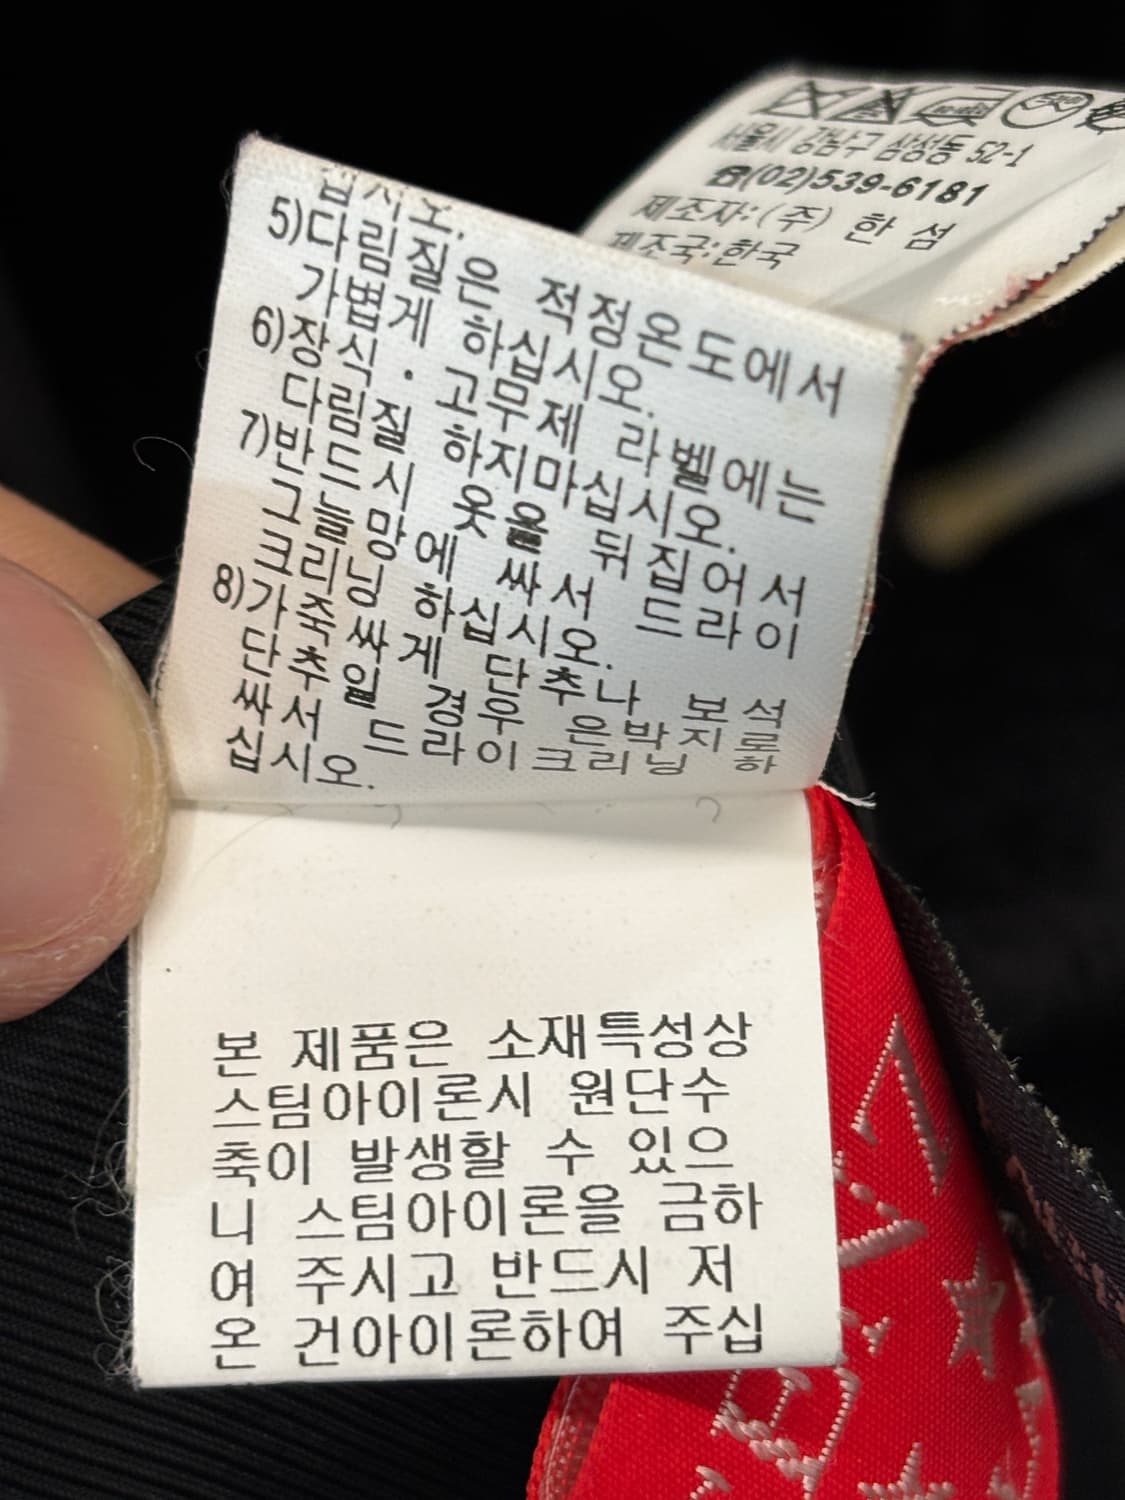 서울시 강남구 삼성동 52-1
☎(02)539-6181
제조자:(주) 한 섬
제조국:한국
십시오.
5)다림질은 적정온도에서
가볍게 하십시오.
6)장식·고무제 라벨에는
다림질 하지마십시오.
7)반드시 옷을 뒤집어서
그늘망에 싸서 드라이
크리닝 하십시오.
8)가죽싸게 단추나 보석
단추일 경우 은박지로
싸서 드라이크리닝 하
십시오.
본 제품은 소재특성상
스팀아이론시 원단수
축이 발생할 수 있으
니 스팀아이론을 금하
여 주시고 반드시 저
온 건아이론하여 주십